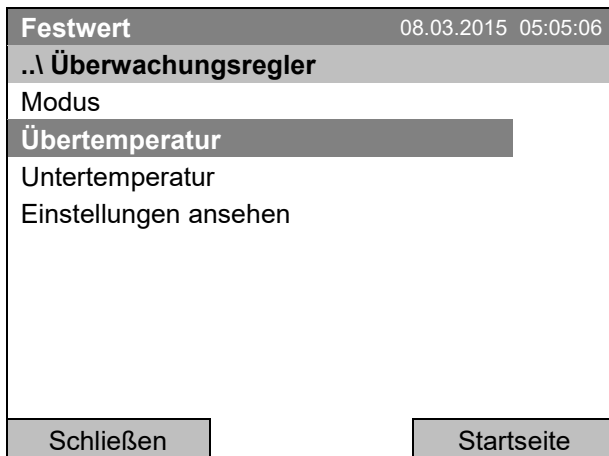 Festwert 08.03.2015 05:05:06
..\ Überwachungsregler
Modus
Übertemperatur
Untertemperatur
Einstellungen ansehen
Schließen Startseite